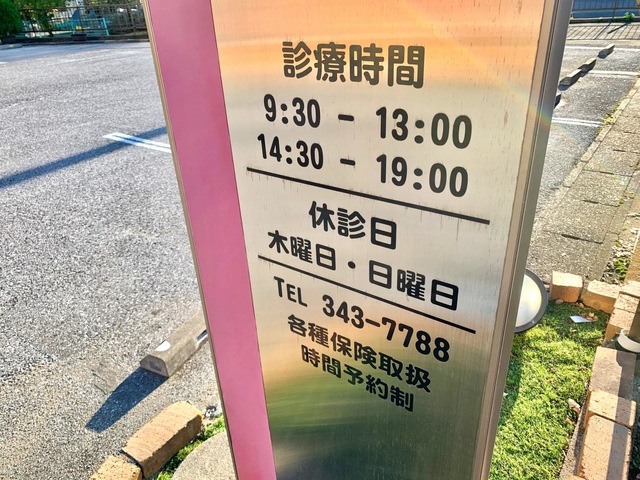 診療時間
9:30 - 13:00
14:30 - 19:00
休診日
木曜日・日曜日
TEL 343-7788
各種保険取扱
時間予約制